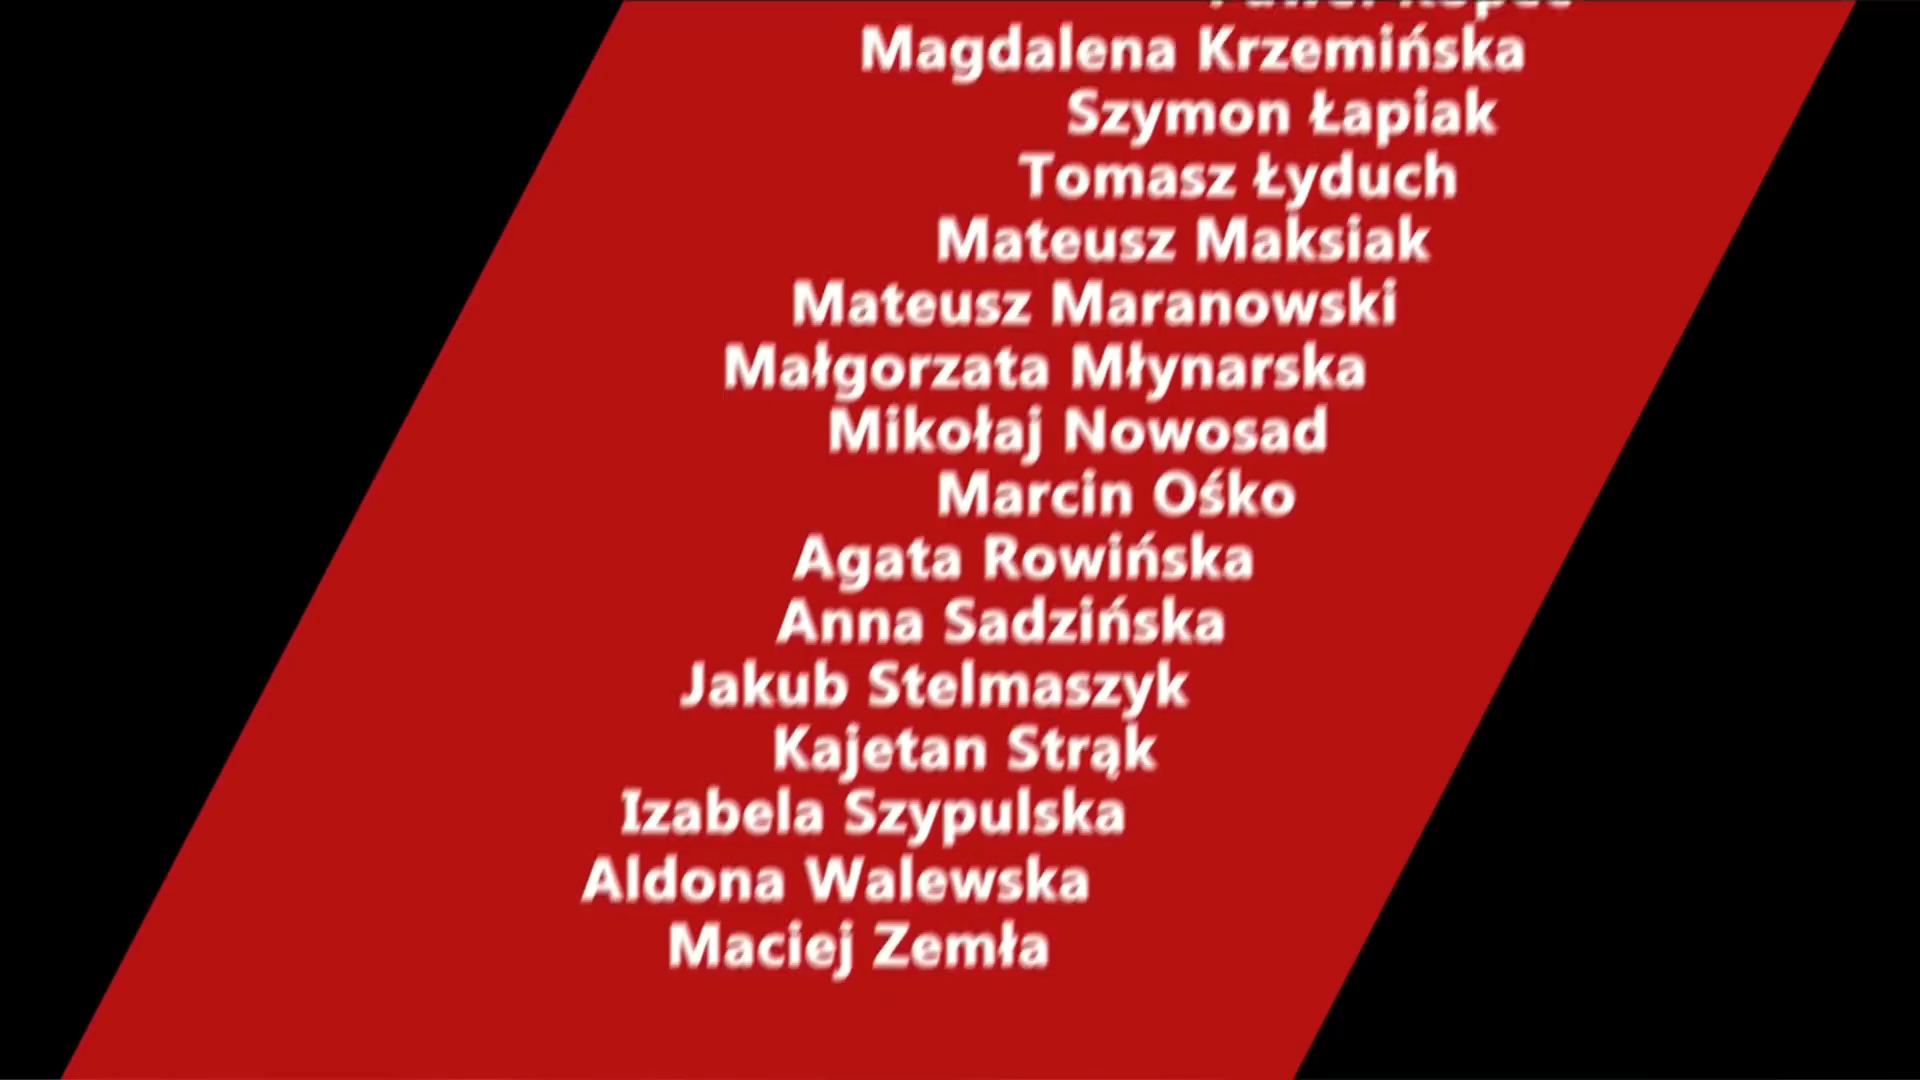 Magdalena Krzemińska
Szymon Łapiak
Tomasz Łyduch
Mateusz Maksiak
Mateusz Maranowski
Małgorzata Młynarska
Mikołaj Nowosad
Marcin Ośko
Agata Rowińska
Anna Sadzińska
Jakub Stelmaszyk
Kajetan Strąk
Izabela Szypulska
Aldona Walewska
Maciej Zemła